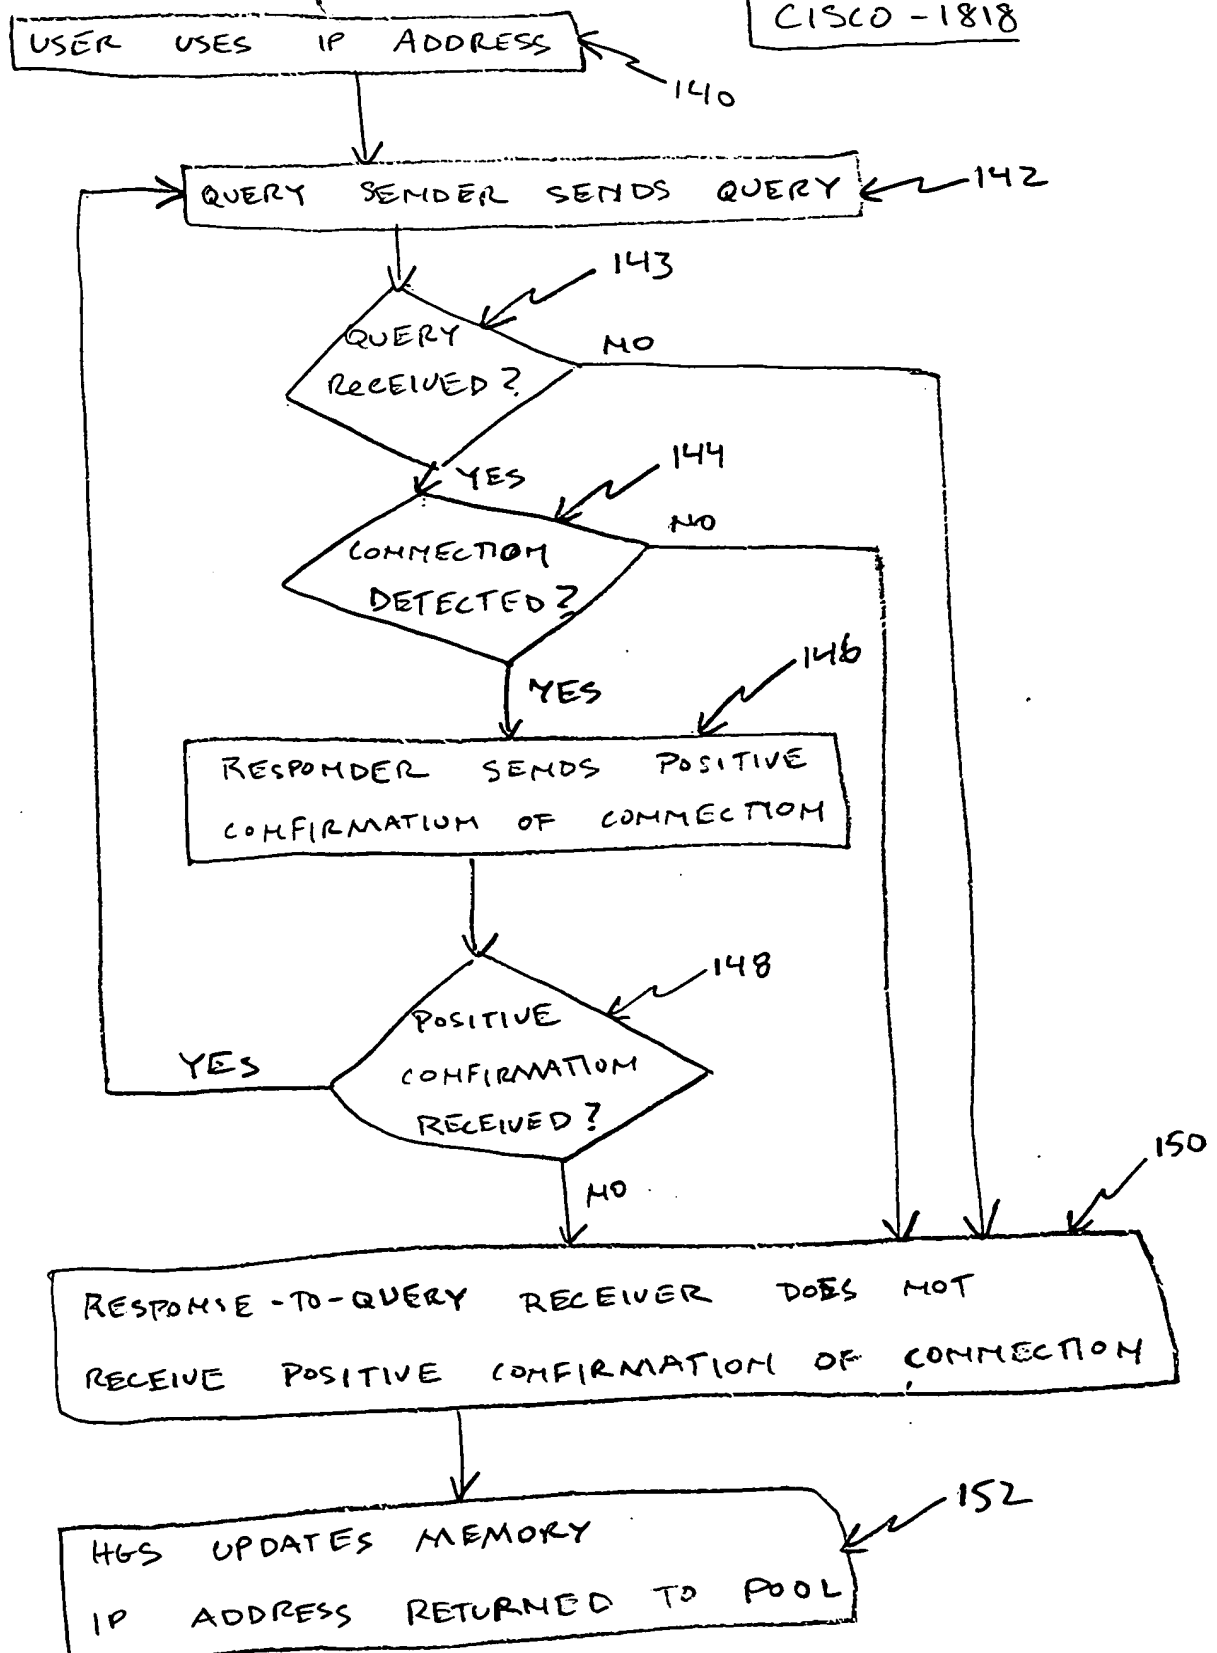 CISCO - 1818
USER USES IP ADDRESS
140
QUERY SENDER SENDS QUERY
142
143
QUERY
RECEIVED?
NO
YES
144
CONNECTION
DETECTED?
NO
YES
146
RESPONDER SENDS POSITIVE
CONFIRMATION OF CONNECTION
148
POSITIVE
CONFIRMATION
RECEIVED?
YES
NO
150
RESPONSE-TO-QUERY RECEIVER DOES NOT
RECEIVE POSITIVE CONFIRMATION OF CONNECTION
152
HGS UPDATES MEMORY
IP ADDRESS RETURNED TO POOL